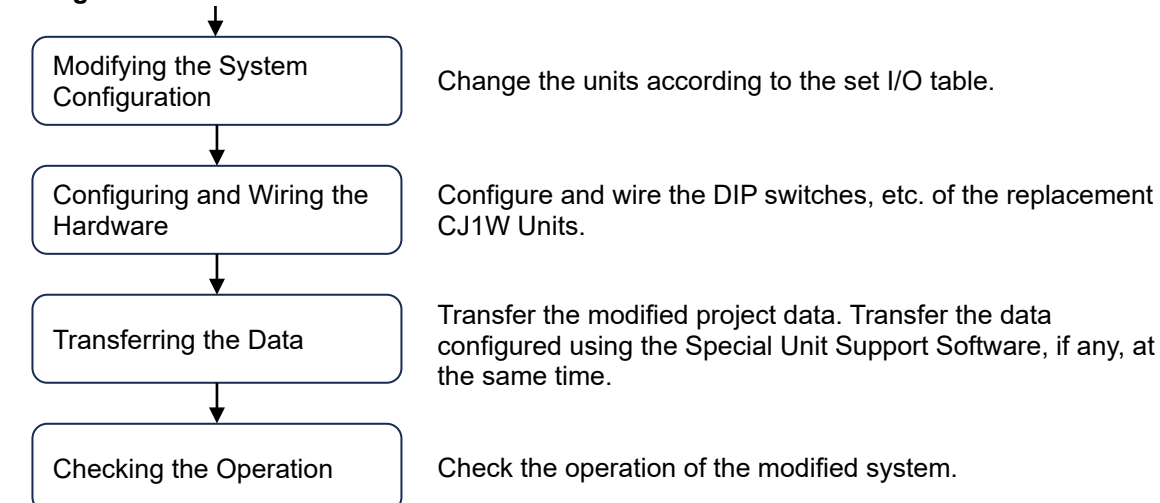 Modifying the System
Configuration
Change the units according to the set I/O table.
Configuring and Wiring the
Hardware
Configure and wire the DIP switches, etc. of the replacement
CJ1W Units.
Transferring the Data
Transfer the modified project data. Transfer the data
configured using the Special Unit Support Software, if any, at
the same time.
Checking the Operation
Check the operation of the modified system.